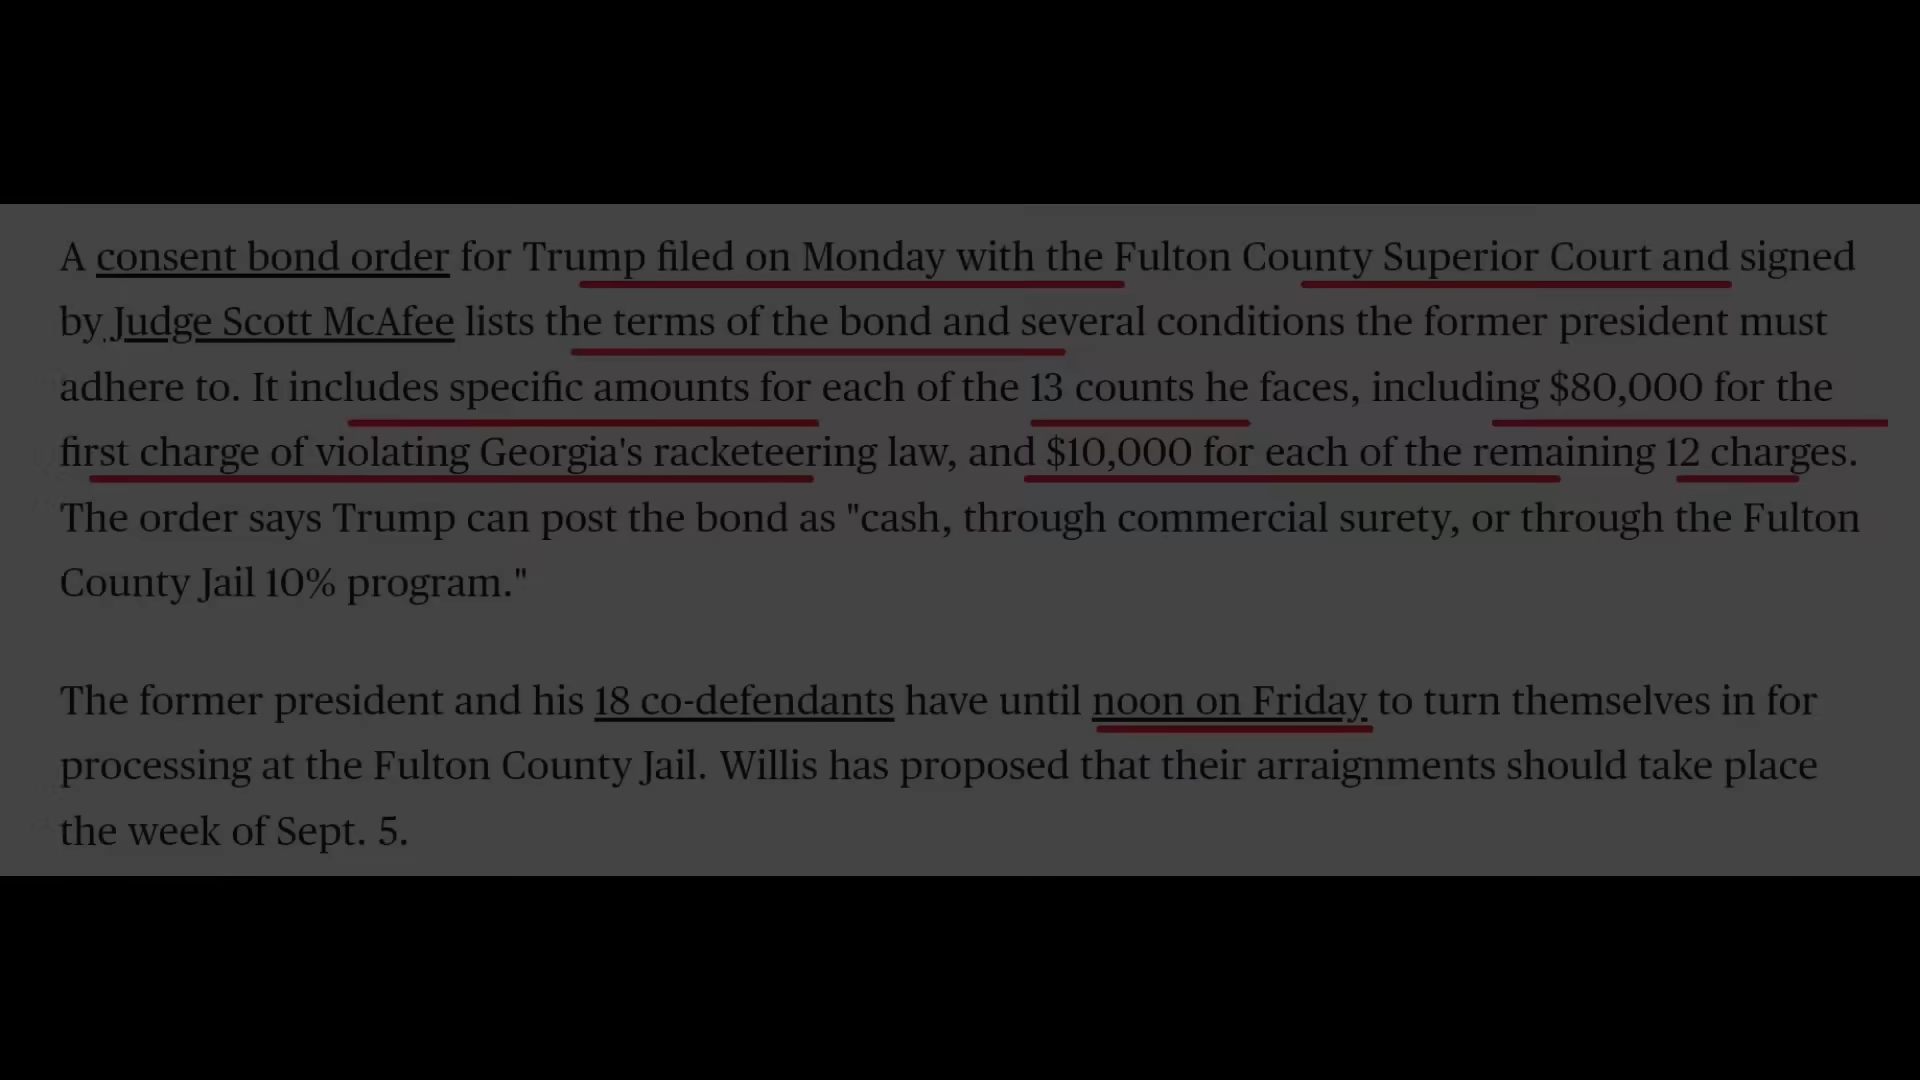 A consent bond order for Trump filed on Monday with the Fulton County Superior Court and signed
by Judge Scott McAfee lists the terms of the bond and several conditions the former president must
adhere to. It includes specific amounts for each of the 13 counts he faces, including $80,000 for the
first charge of violating Georgia's racketeering law, and $10,000 for each of the remaining 12 charges.
The order says Trump can post the bond as "cash, through commercial surety, or through the Fulton
County Jail 10% program."
The former president and his 18 co-defendants have until noon on Friday to turn themselves in for
processing at the Fulton County Jail. Willis has proposed that their arraignments should take place
the week of Sept. 5.